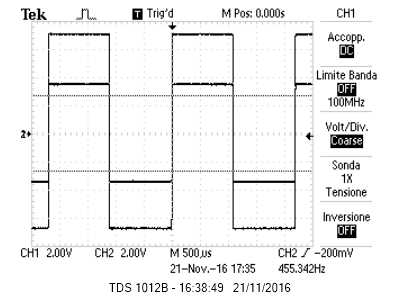 Tek T Trig'd M Pos: 0.000s CH1
Accopp.
DC
Limite Banda
OFF
100MHz
Volt/Div.
Coarse
2
Sonda
1X
Tensione
Inversione
OFF
CH1 2.00V CH2 2.00V M 500µs CH2 -200mV
21-Nov.-16 17:35 455.342Hz
TDS 1012B - 16:38:49 21/11/2016